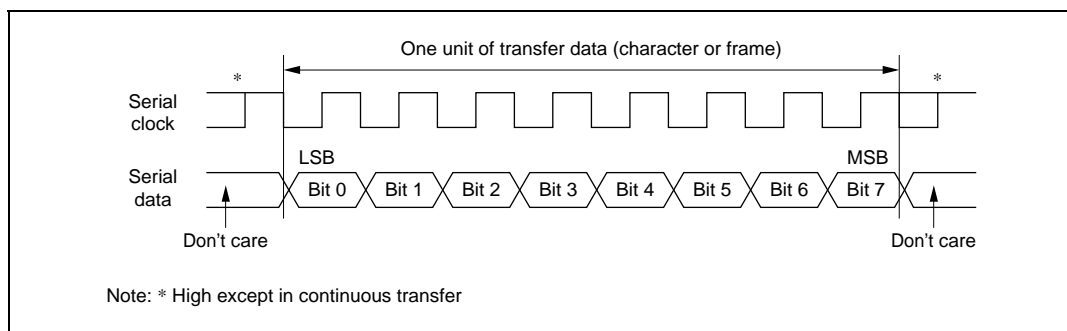 One unit of transfer data (character or frame)
* *
Serial clock
LSB MSB
Serial data
Bit 0 Bit 1 Bit 2 Bit 3 Bit 4 Bit 5 Bit 6 Bit 7
Don't care Don't care
Note: * High except in continuous transfer